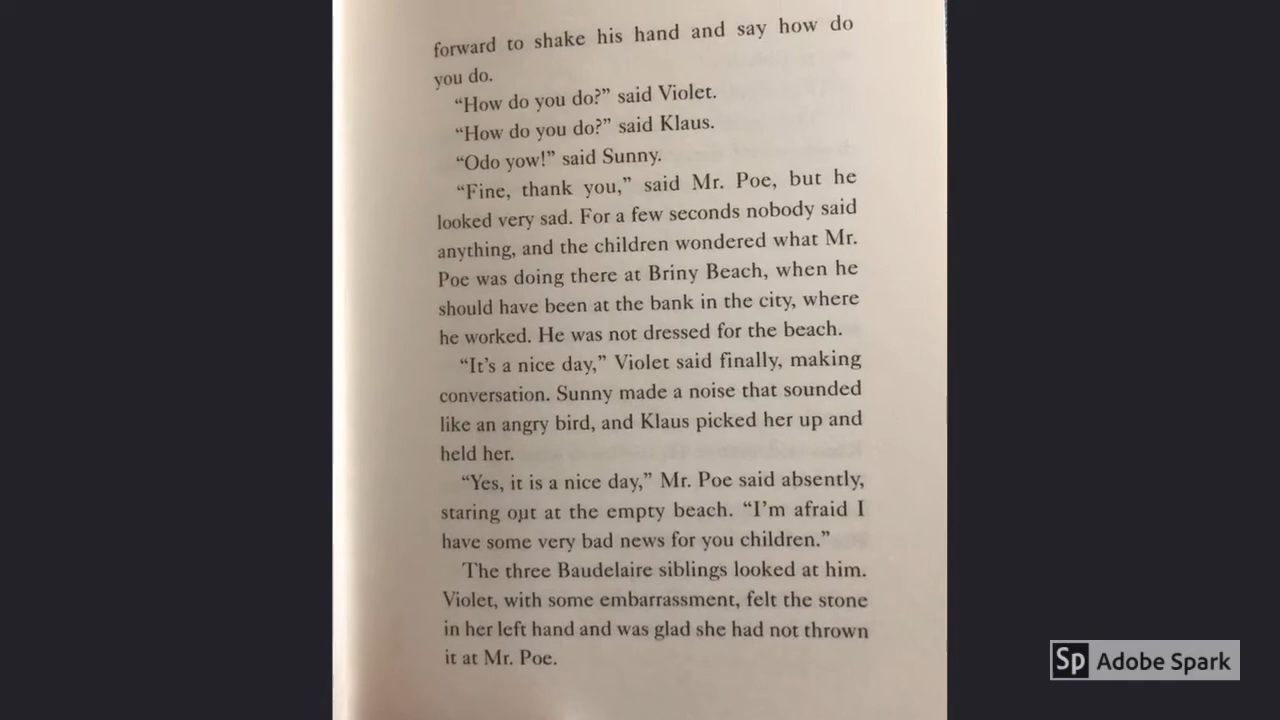 forward to shake his hand and say how do
you do.
“How do you do?” said Violet.
“How do you do?” said Klaus.
“Odo yow!” said Sunny.
“Fine, thank you,” said Mr. Poe, but he
looked very sad. For a few seconds nobody said
anything, and the children wondered what Mr.
Poe was doing there at Briny Beach, when he
should have been at the bank in the city, where
he worked. He was not dressed for the beach.
“It’s a nice day,” Violet said finally, making
conversation. Sunny made a noise that sounded
like an angry bird, and Klaus picked her up and
held her.
“Yes, it is a nice day,” Mr. Poe said absently,
staring out at the empty beach. “I’m afraid I
have some very bad news for you children.”
The three Baudelaire siblings looked at him.
Violet, with some embarrassment, felt the stone
in her left hand and was glad she had not thrown
it at Mr. Poe.
Sp Adobe Spark